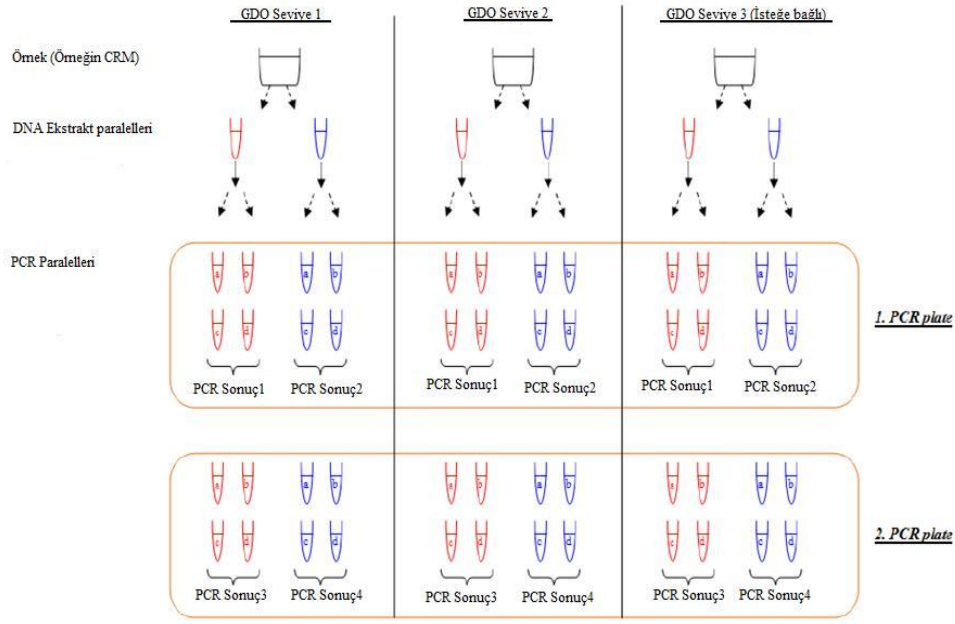 GDO Seviye 1
GDO Seviye 2
GDO Seviye 3 (İsteğe bağlı)
Örnek (Örneğin CRM)
DNA Ekstrakt paralelleri
PCR Paralelleri
a b a b a b a b a b a b
c d c d c d c d c d c d
1. PCR plate
PCR Sonuç1 PCR Sonuç2 PCR Sonuç1 PCR Sonuç2 PCR Sonuç1 PCR Sonuç2
a b a b a b a b a b a b
c d c d c d c d c d c d
2. PCR plate
PCR Sonuç3 PCR Sonuç4 PCR Sonuç3 PCR Sonuç4 PCR Sonuç3 PCR Sonuç4